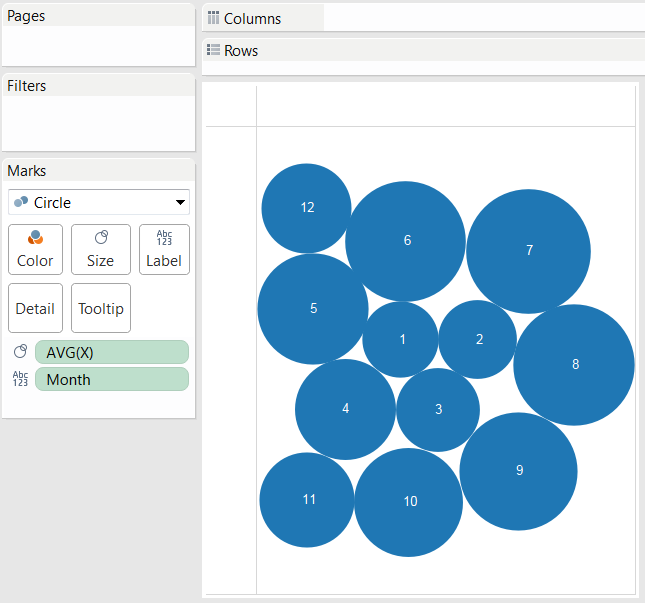 Pages
Filters
Marks
Circle
Color
Size
Abc
123
Label
Detail
Tooltip
AVG(X)
Abc
123
Month
Columns
Rows
12
6
7
5
1
2
8
4
3
9
11
10